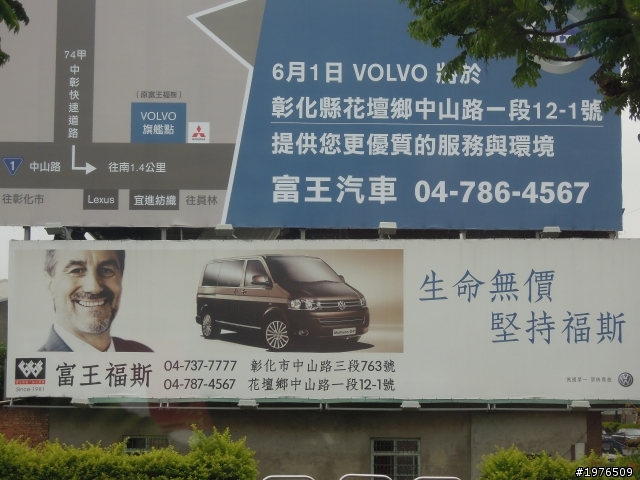 74甲
中彰快速道路
(南崴王福斯)
VOLVO
旗艦點
1 中山路
往南1.4公里
往彰化市
Lexus
宜進紡織
往員林
6月1日 VOLVO 將於
彰化縣花壇鄉中山路一段12-1號
提供您更優質的服務與環境
富王汽車 04-786-4567
生命無價
堅持福斯
Since 1981
富王福斯
04-737-7777 彰化市中山路三段763號
04-787-4567 花壇鄉中山路一段12-1號
#1976509